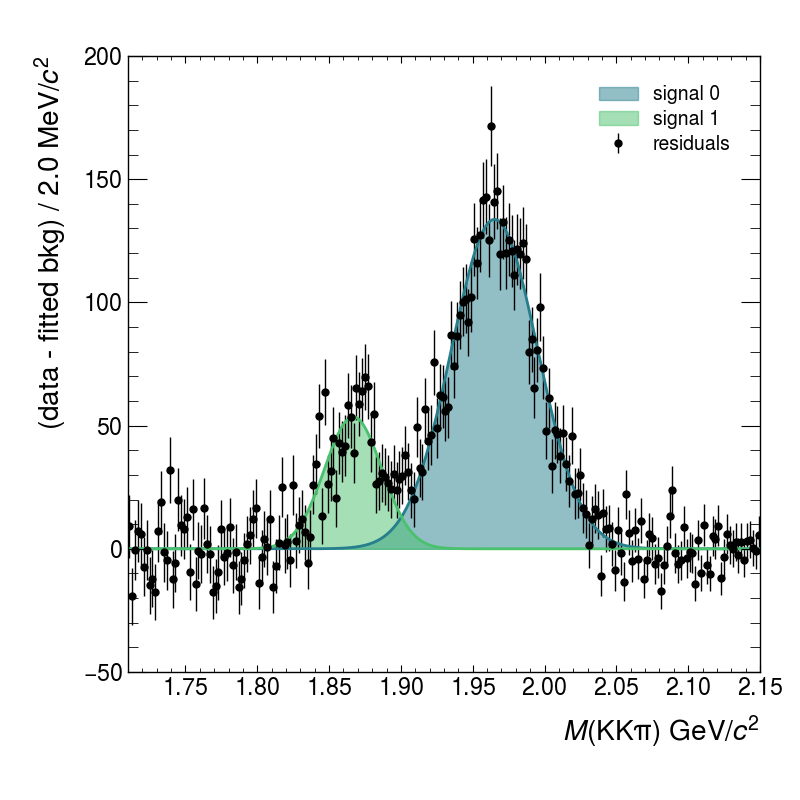 (data - fitted bkg) / 2.0 MeV/c²
200
150
100
50
0
−50
signal 0
signal 1
residuals
1.75 1.80 1.85 1.90 1.95 2.00 2.05 2.10 2.15
M(KKπ) GeV/c²